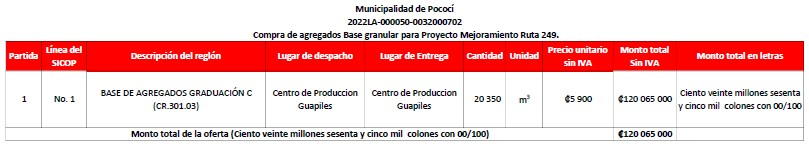 Municipalidad de Pococí
2022LA-000050-0032000702
Compra de agregados Base granular para Proyecto Mejoramiento Ruta 249.
Partida Línea del SICOP Descripción del reglón Lugar de despacho Lugar de Entrega Cantidad Unidad Precio unitario sin IVA Monto total Sin IVA Monto total en letras
1 No. 1 BASE DE AGREGADOS GRADUACIÓN C (CR.301.03) Centro de Produccion Guapiles Centro de Produccion Guapiles 20 350 m³ ₡5 900 ₡120 065 000 Ciento veinte millones sesenta y cinco mil colones con 00/100
Monto total de la oferta (Ciento veinte millones sesenta y cinco mil colones con 00/100) ₡120 065 000